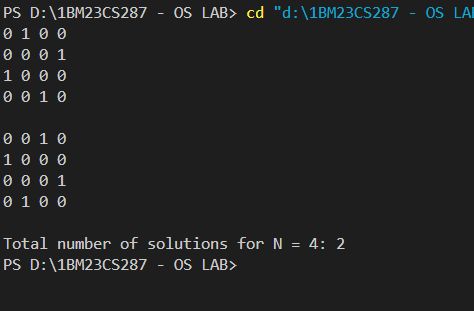 PS D:\1BM23CS287 - OS LAB> cd "d:\1BM23CS287 - OS
0 1 0 0
0 0 0 1
1 0 0 0
0 0 1 0
0 0 1 0
1 0 0 0
0 0 0 1
0 1 0 0
Total number of solutions for N = 4: 2
PS D:\1BM23CS287 - OS LAB>